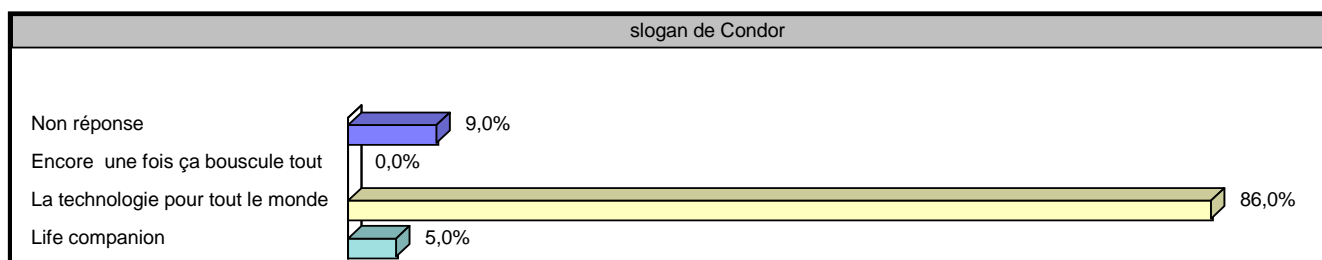 slogan de Condor
Non réponse 9,0%
Encore une fois ça bouscule tout 0,0%
La technologie pour tout le monde 86,0%
Life companion 5,0%